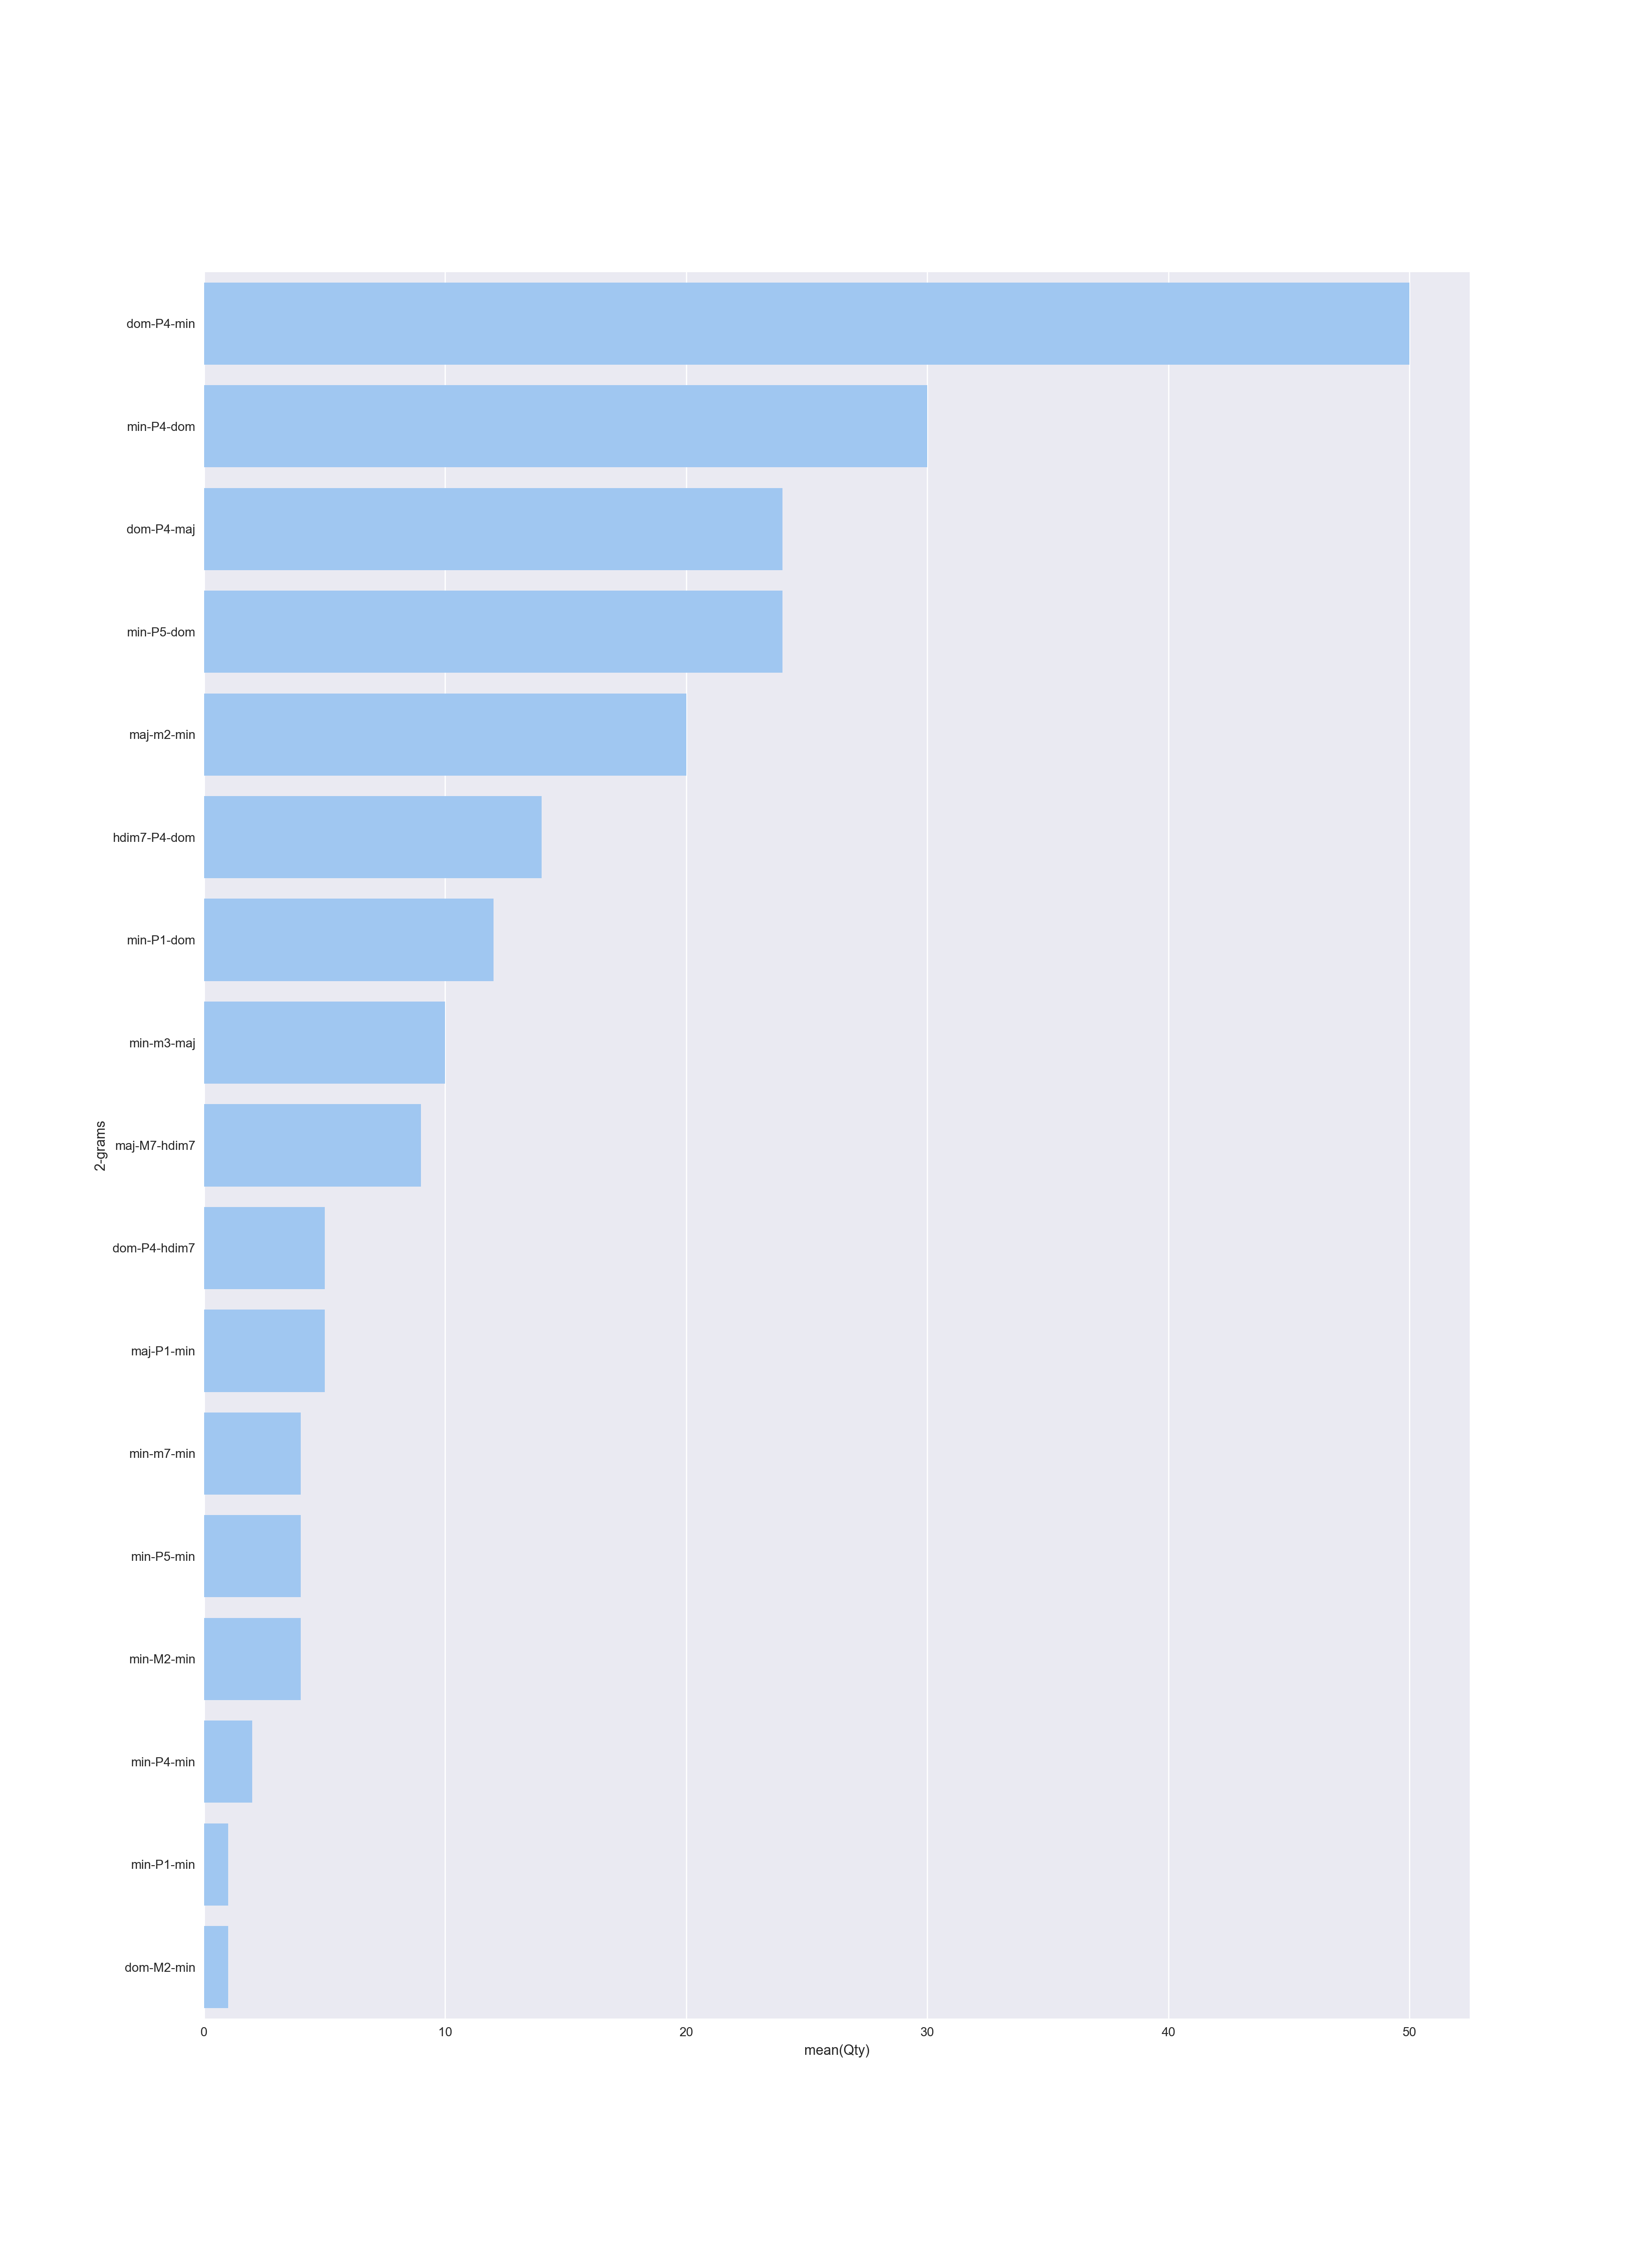 dom-P4-min
min-P4-dom
dom-P4-maj
min-P5-dom
maj-m2-min
hdim7-P4-dom
min-P1-dom
min-m3-maj
2-grams
maj-M7-hdim7
dom-P4-hdim7
maj-P1-min
min-m7-min
min-P5-min
min-M2-min
min-P4-min
min-P1-min
dom-M2-min
0 10 20 30 40 50
mean(Qty)